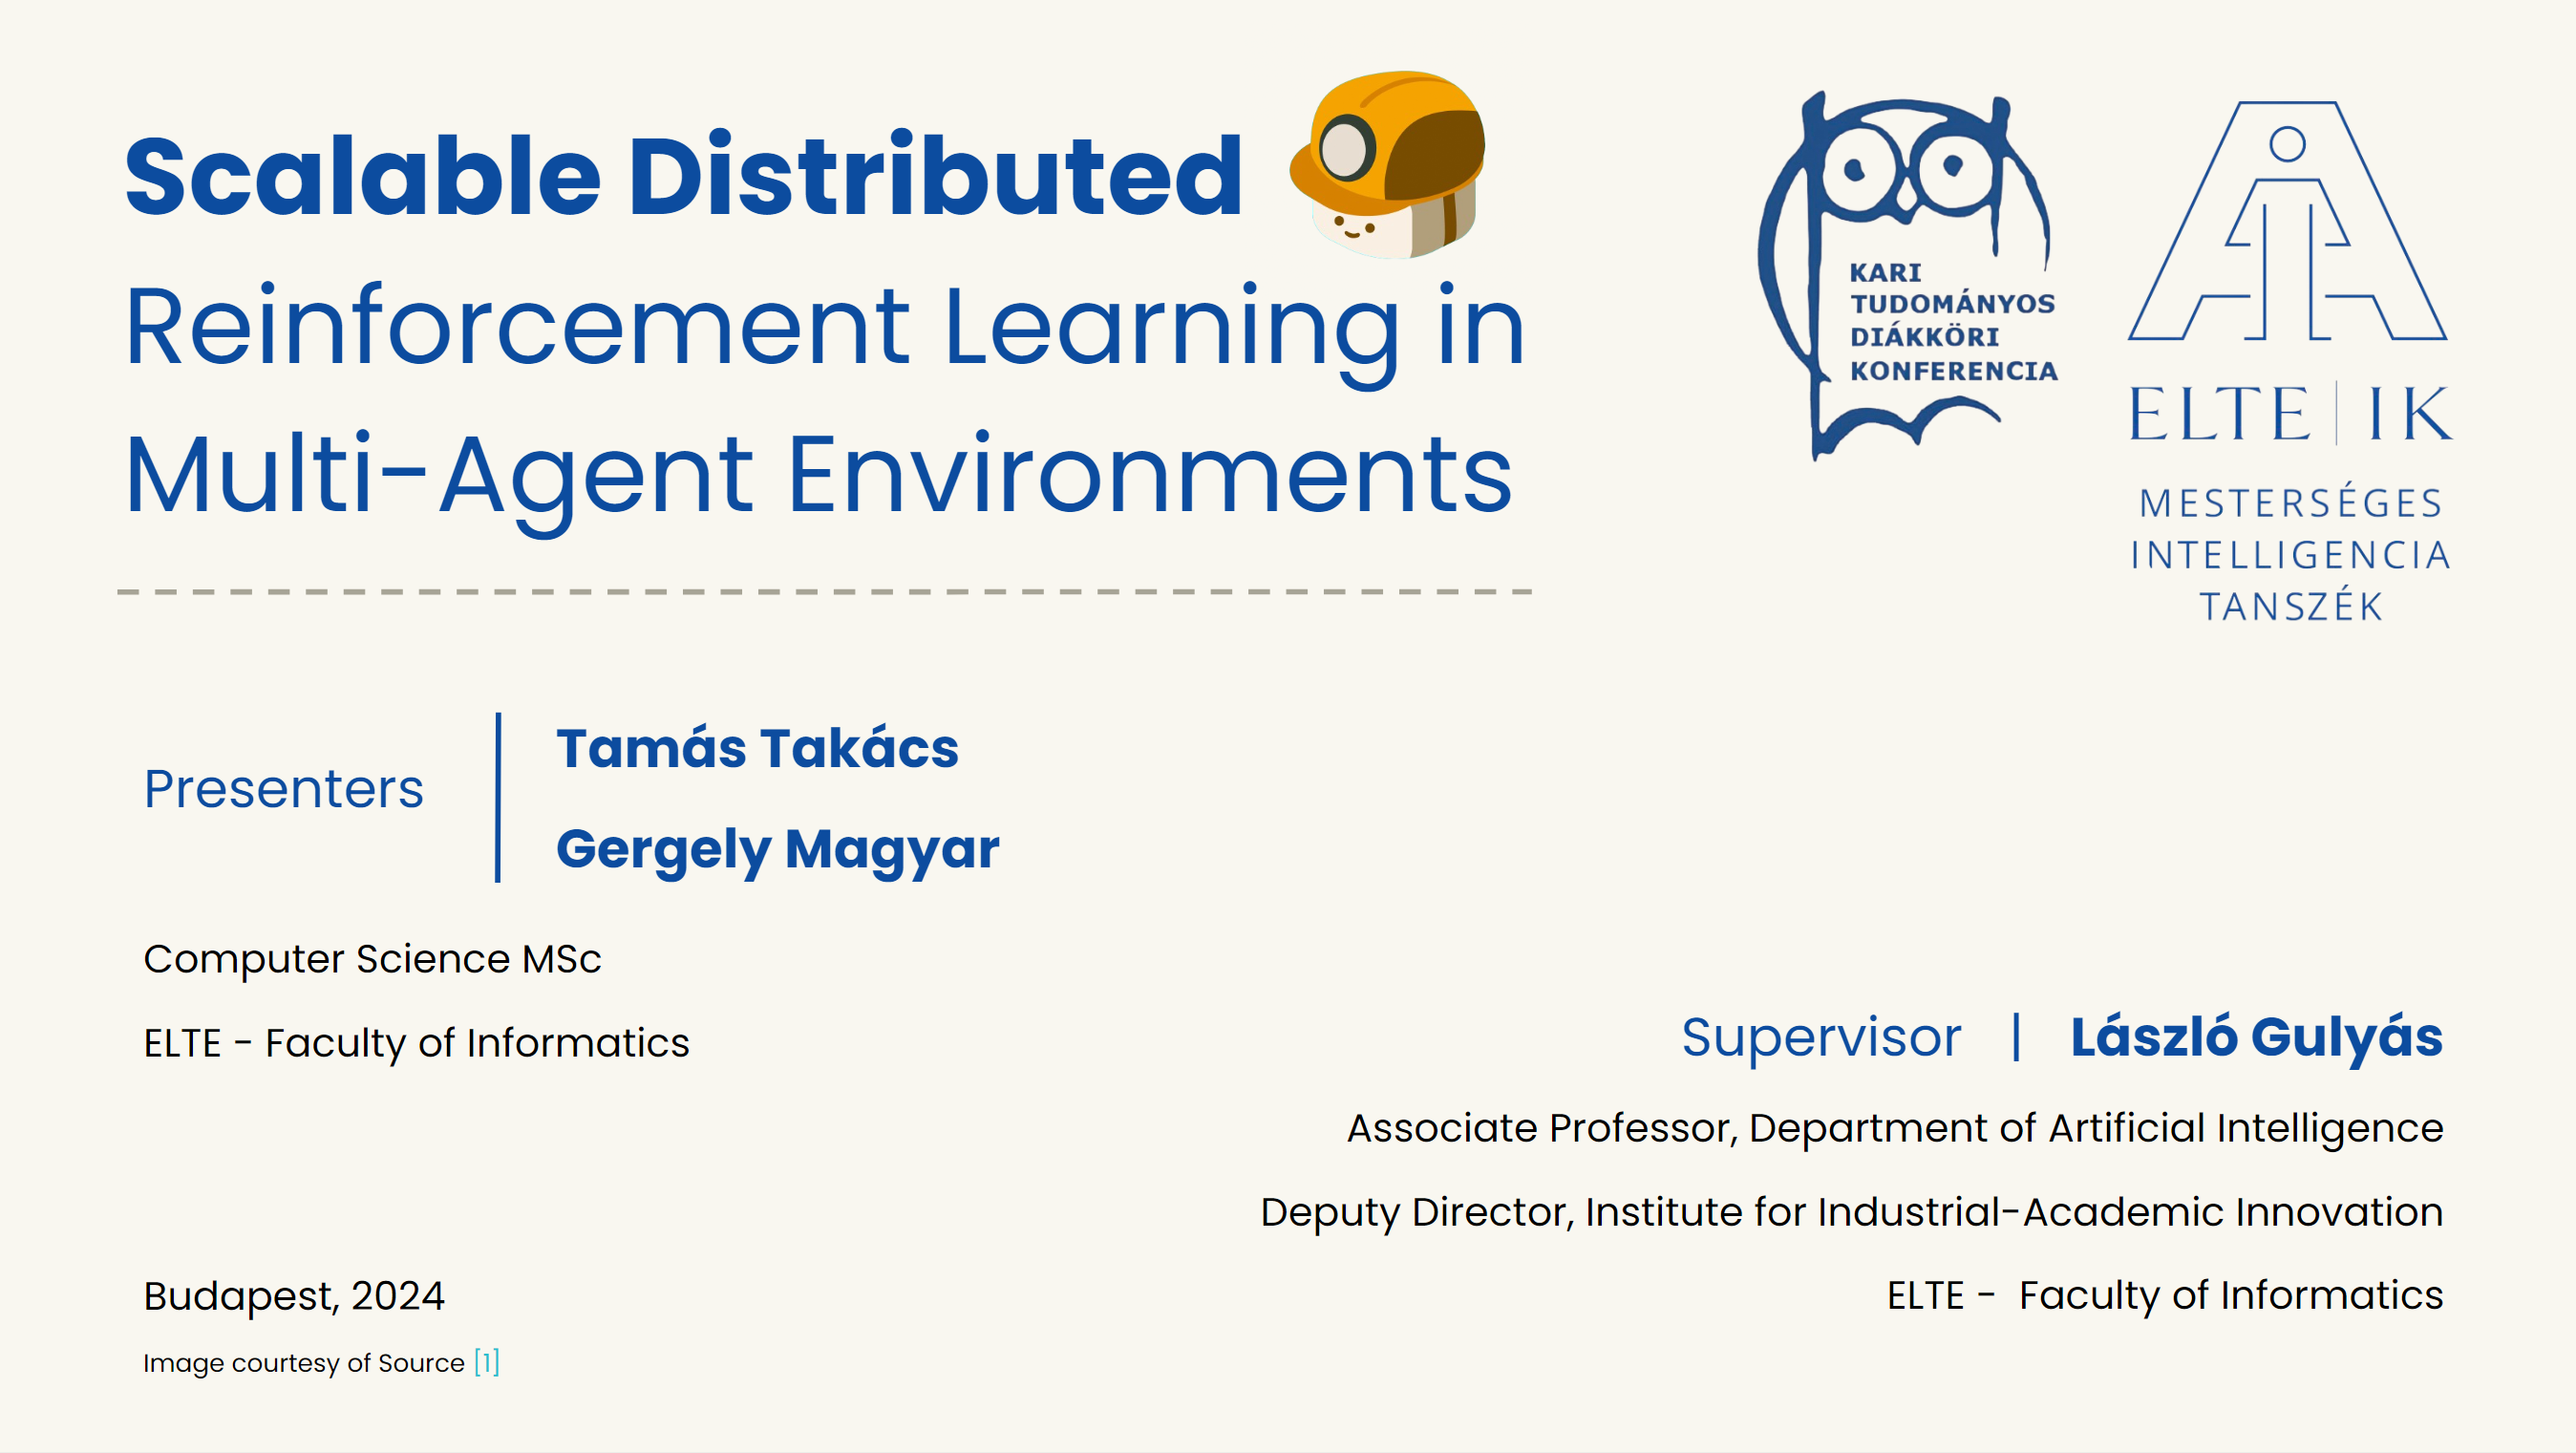 Scalable Distributed
Reinforcement Learning in
Multi-Agent Environments
KARI
TUDOMÁNYOS
DIÁKKÖRI
KONFERENCIA
ELTE | IK
MESTERSÉGES
INTELLIGENCIA
TANSZÉK
Presenters
Tamás Takács
Gergely Magyar
Computer Science MSc
ELTE - Faculty of Informatics
Supervisor | László Gulyás
Associate Professor, Department of Artificial Intelligence
Deputy Director, Institute for Industrial-Academic Innovation
ELTE - Faculty of Informatics
Budapest, 2024
Image courtesy of Source [1]